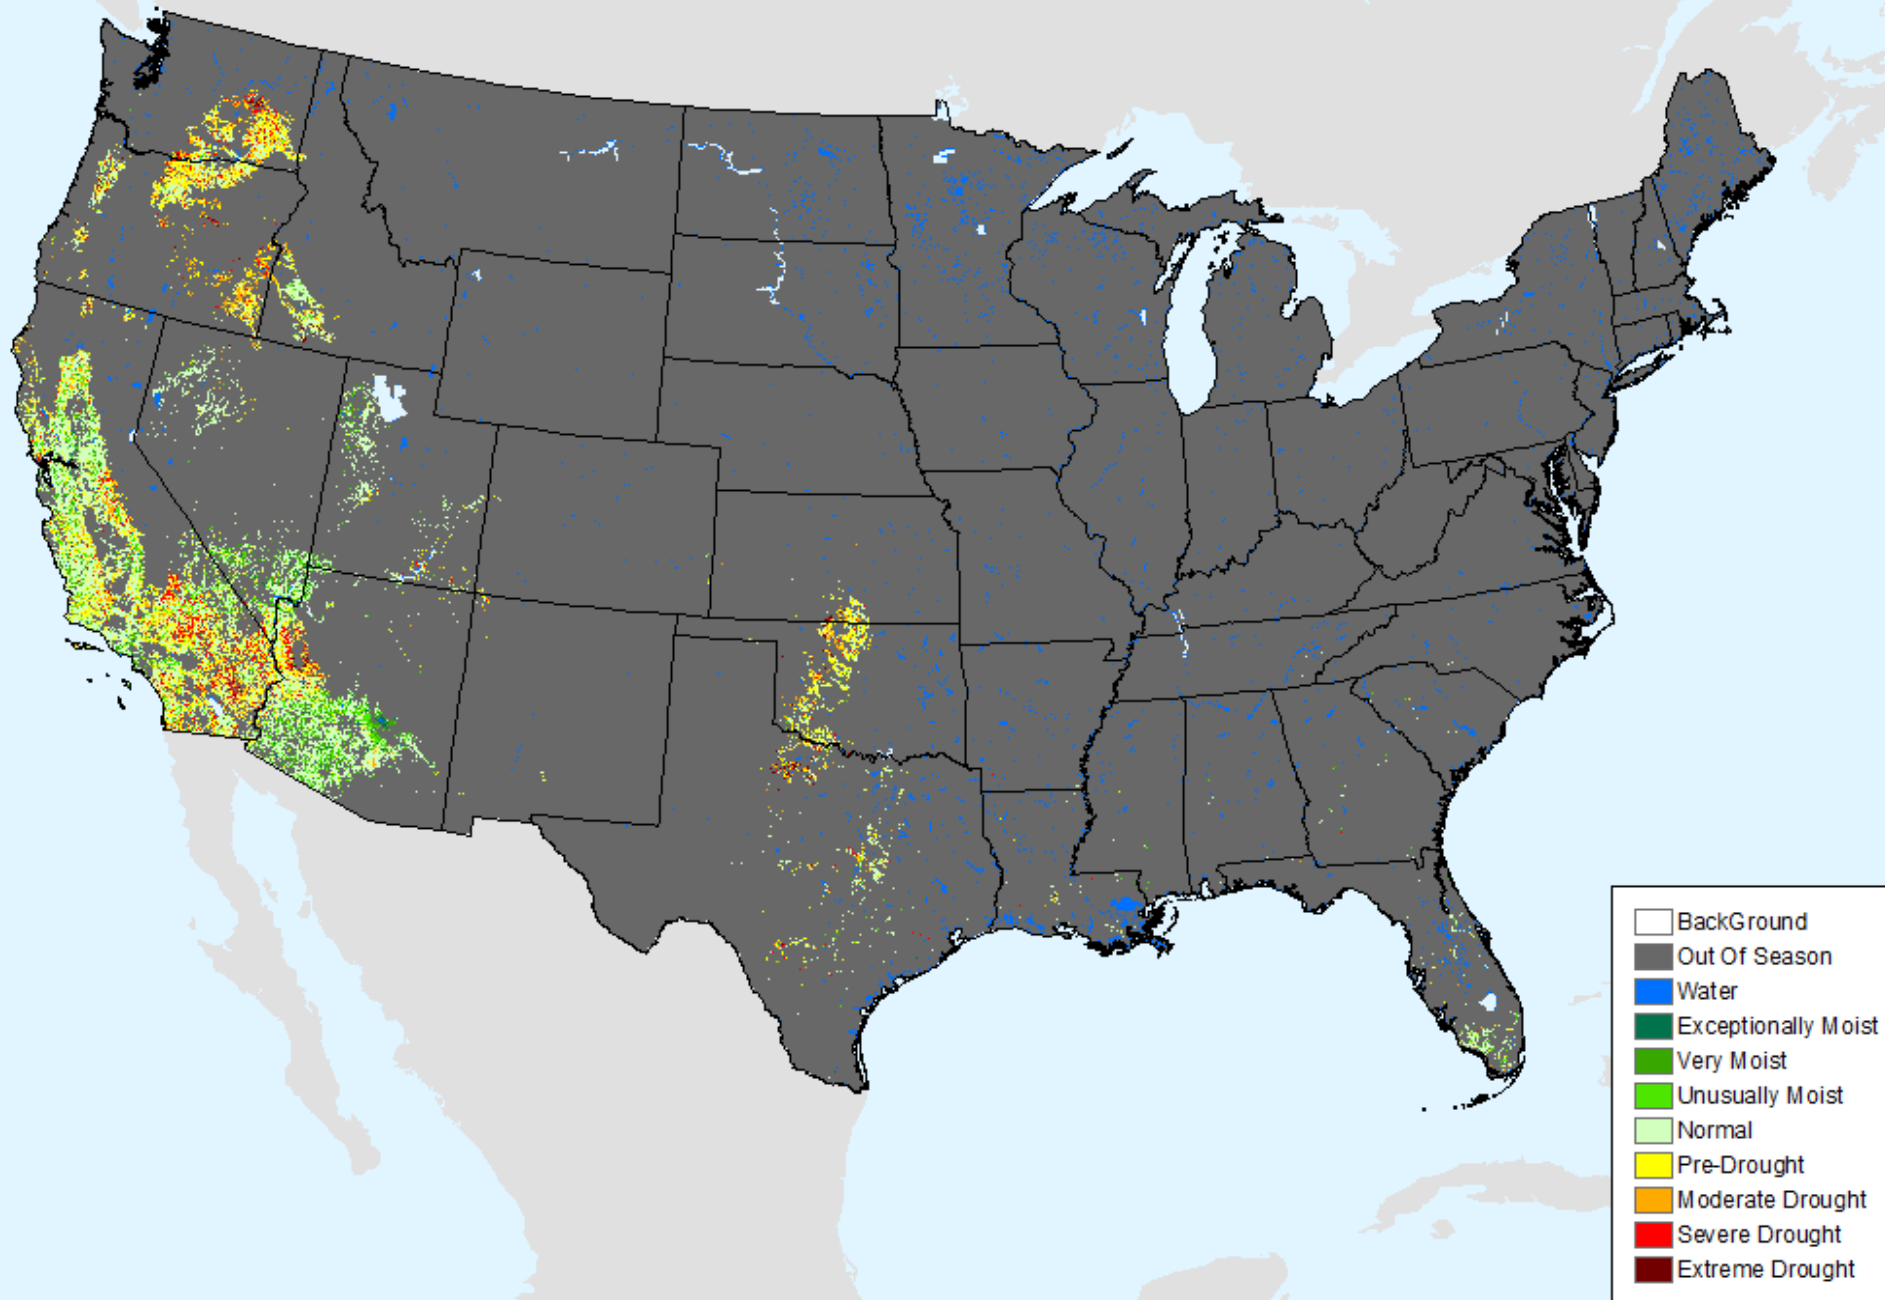 BackGround
Out Of Season
Water
Exceptionally Moist
Very Moist
Unusually Moist
Normal
Pre-Drought
Moderate Drought
Severe Drought
Extreme Drought